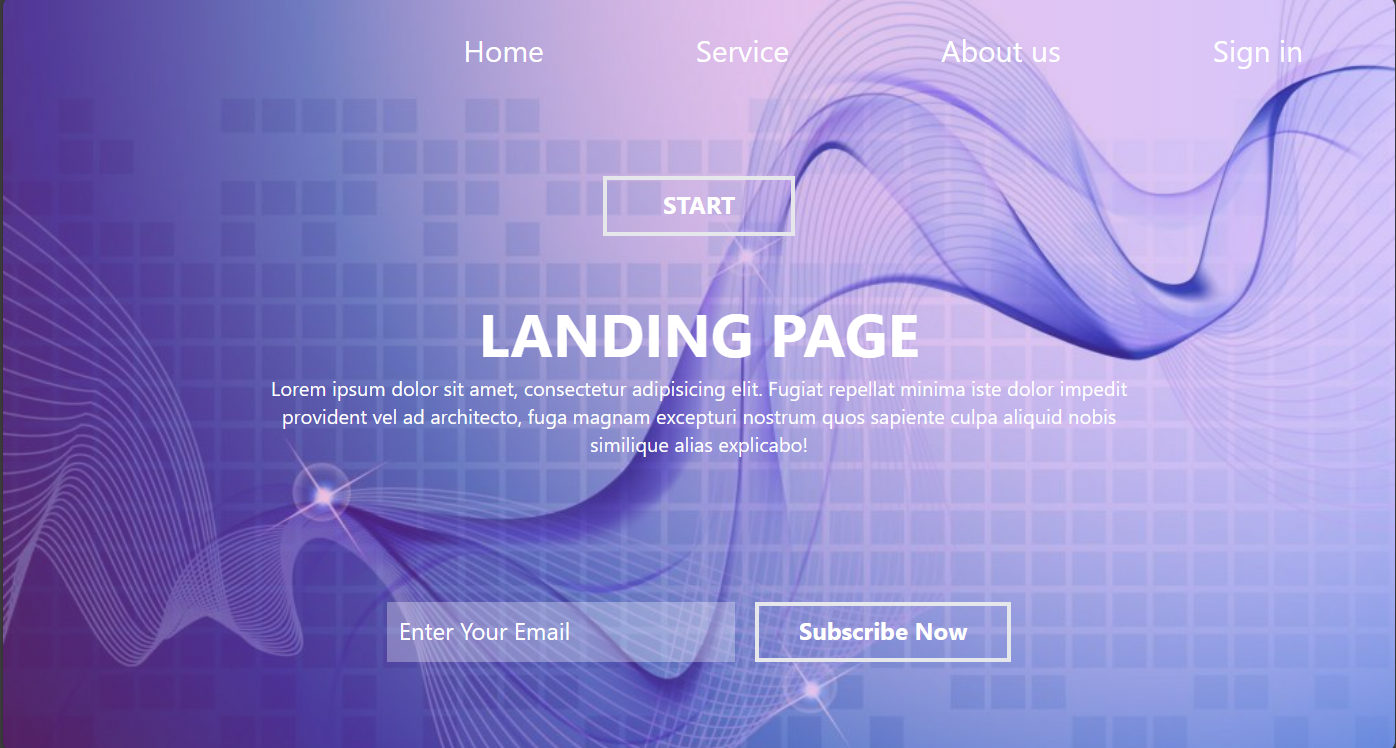 Home Service About us Sign in
START
LANDING PAGE
Lorem ipsum dolor sit amet, consectetur adipisicing elit. Fugiat repellat minima iste dolor impedit
provident vel ad architecto, fuga magnam excepturi nostrum quos sapiente culpa aliquid nobis
similique alias explicabo!
Enter Your Email Subscribe Now